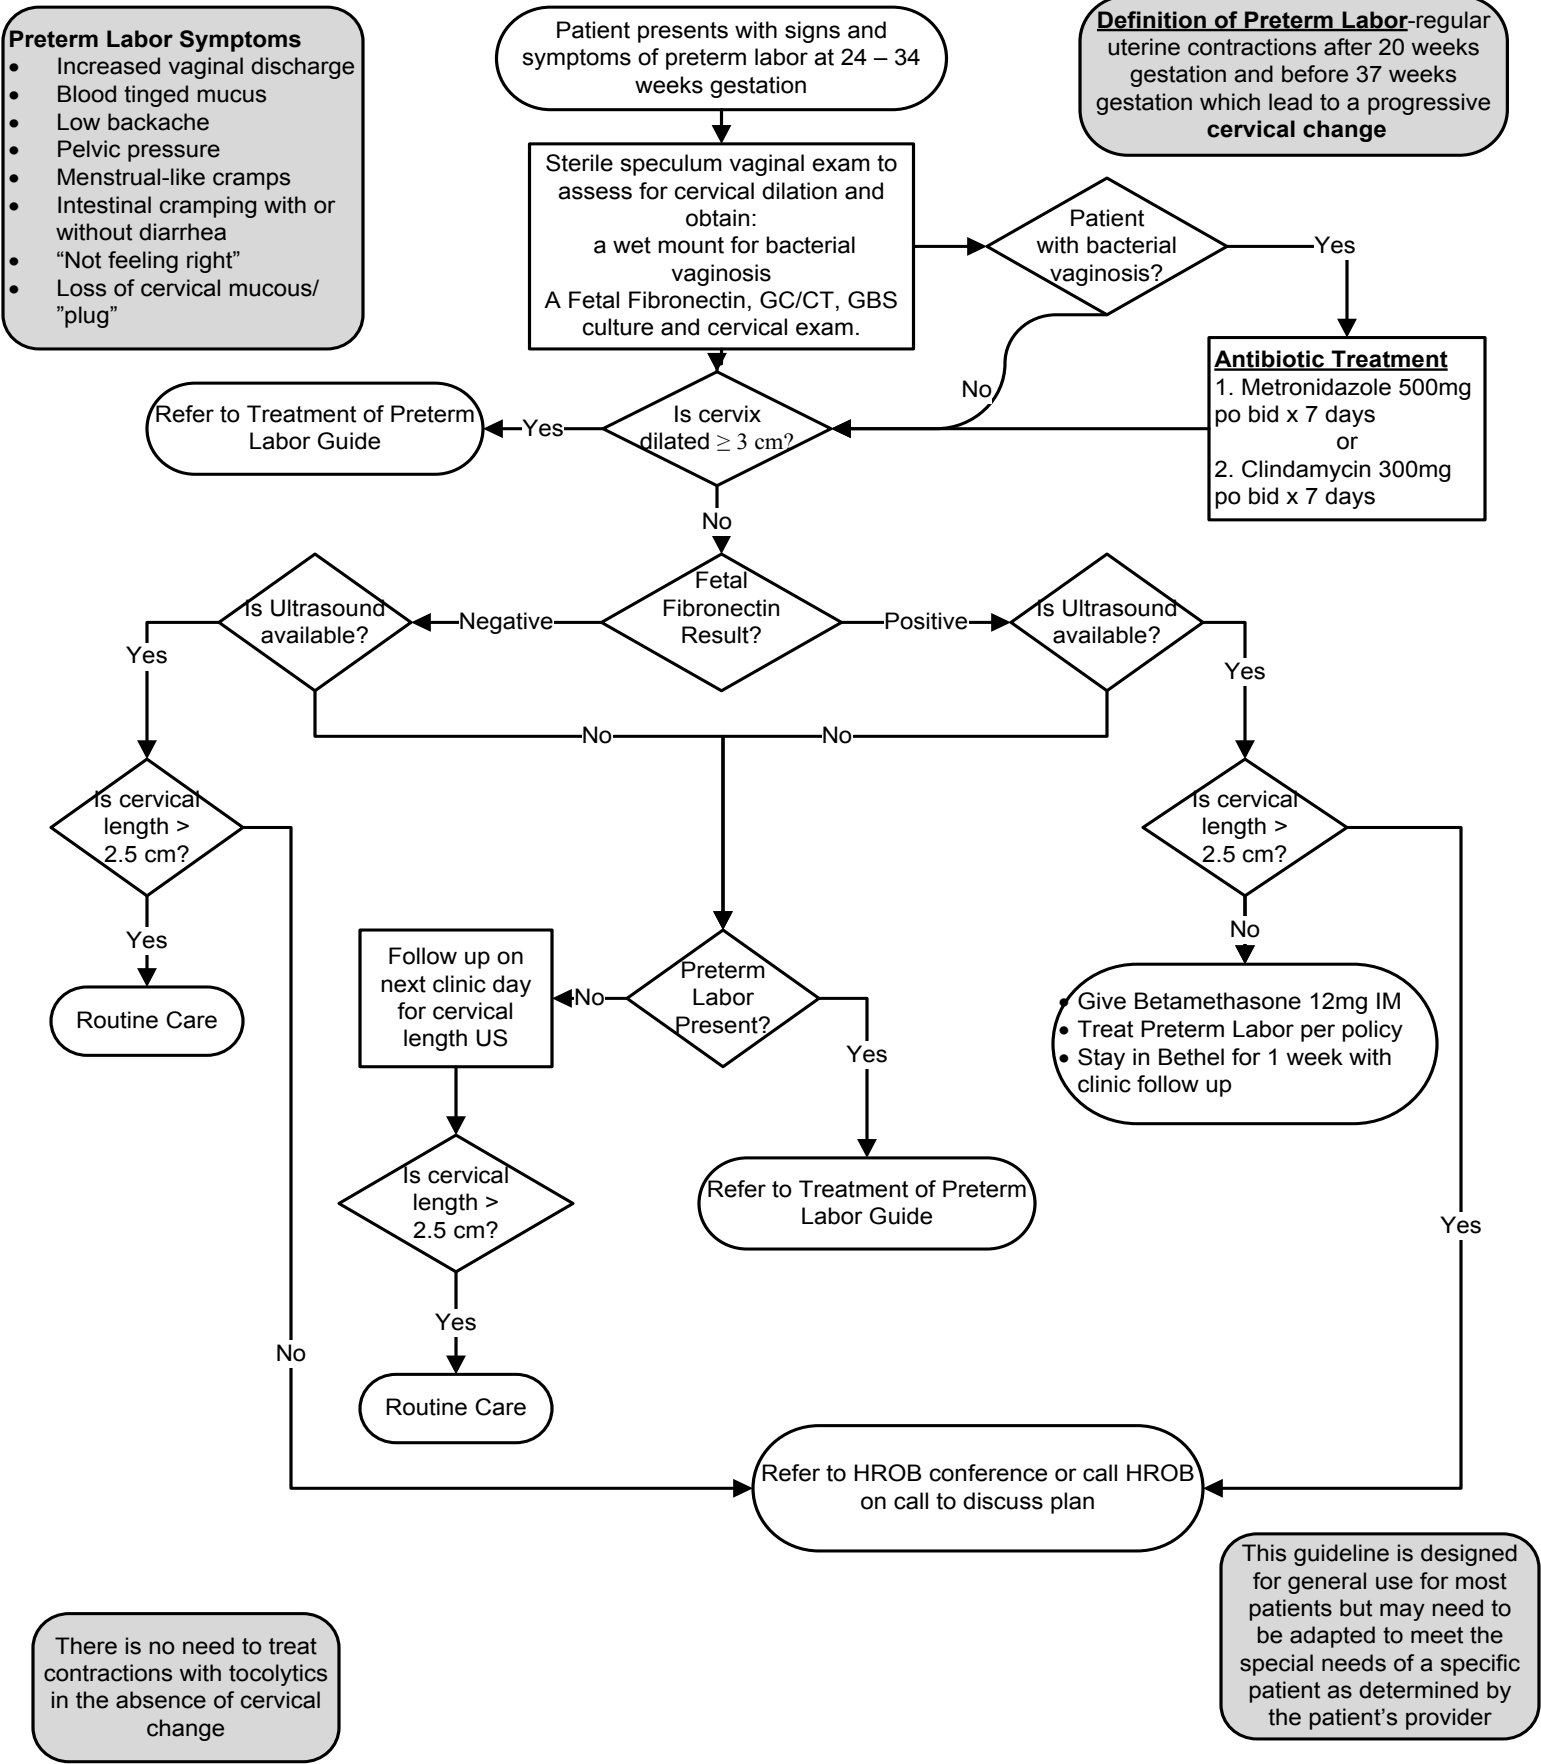 Preterm Labor Symptoms
• Increased vaginal discharge
• Blood tinged mucus
• Low backache
• Pelvic pressure
• Menstrual-like cramps
• Intestinal cramping with or
without diarrhea
• “Not feeling right”
• Loss of cervical mucous/
”plug”
Patient presents with signs and
symptoms of preterm labor at 24 – 34
weeks gestation
Definition of Preterm Labor-regular
uterine contractions after 20 weeks
gestation and before 37 weeks
gestation which lead to a progressive
cervical change
Sterile speculum vaginal exam to
assess for cervical dilation and
obtain:
a wet mount for bacterial
vaginosis
A Fetal Fibronectin, GC/CT, GBS
culture and cervical exam.
Patient
with bacterial
vaginosis?
Yes
No
Antibiotic Treatment
1. Metronidazole 500mg
po bid x 7 days
or
2. Clindamycin 300mg
po bid x 7 days
Is cervix
dilated ≥ 3 cm?
Yes
Refer to Treatment of Preterm
Labor Guide
No
Fetal
Fibronectin
Result?
Negative
Positive
Is Ultrasound
available?
Is Ultrasound
available?
Yes
Yes
No
No
Is cervical
length >
2.5 cm?
Is cervical
length >
2.5 cm?
Yes
Routine Care
No
Follow up on
next clinic day
for cervical
length US
No
Preterm
Labor
Present?
Yes
Refer to Treatment of Preterm
Labor Guide
No
• Give Betamethasone 12mg IM
• Treat Preterm Labor per policy
• Stay in Bethel for 1 week with
clinic follow up
Yes
Is cervical
length >
2.5 cm?
Yes
Routine Care
Refer to HROB conference or call HROB
on call to discuss plan
There is no need to treat
contractions with tocolytics
in the absence of cervical
change
This guideline is designed
for general use for most
patients but may need to
be adapted to meet the
special needs of a specific
patient as determined by
the patient’s provider